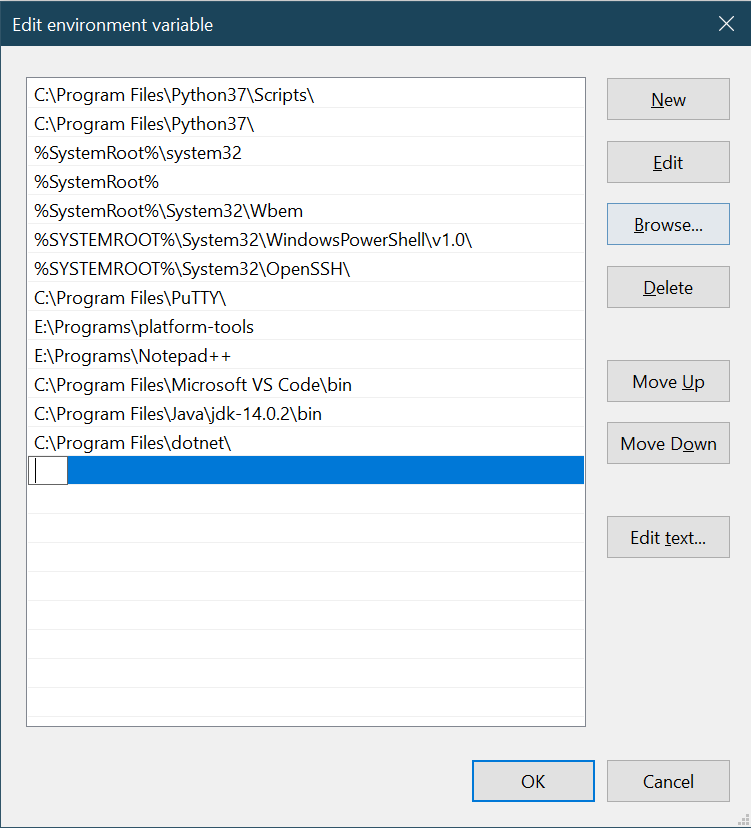 Edit environment variable
C:\Program Files\Python37\Scripts\
C:\Program Files\Python37\
%SystemRoot%\system32
%SystemRoot%
%SystemRoot%\System32\Wbem
%SYSTEMROOT%\System32\WindowsPowerShell\v1.0\
%SYSTEMROOT%\System32\OpenSSH\
C:\Program Files\PuTTY\
E:\Programs\platform-tools
E:\Programs\Notepad++
C:\Program Files\Microsoft VS Code\bin
C:\Program Files\Java\jdk-14.0.2\bin
C:\Program Files\dotnet\
New
Edit
Browse...
Delete
Move Up
Move Down
Edit text...
OK
Cancel